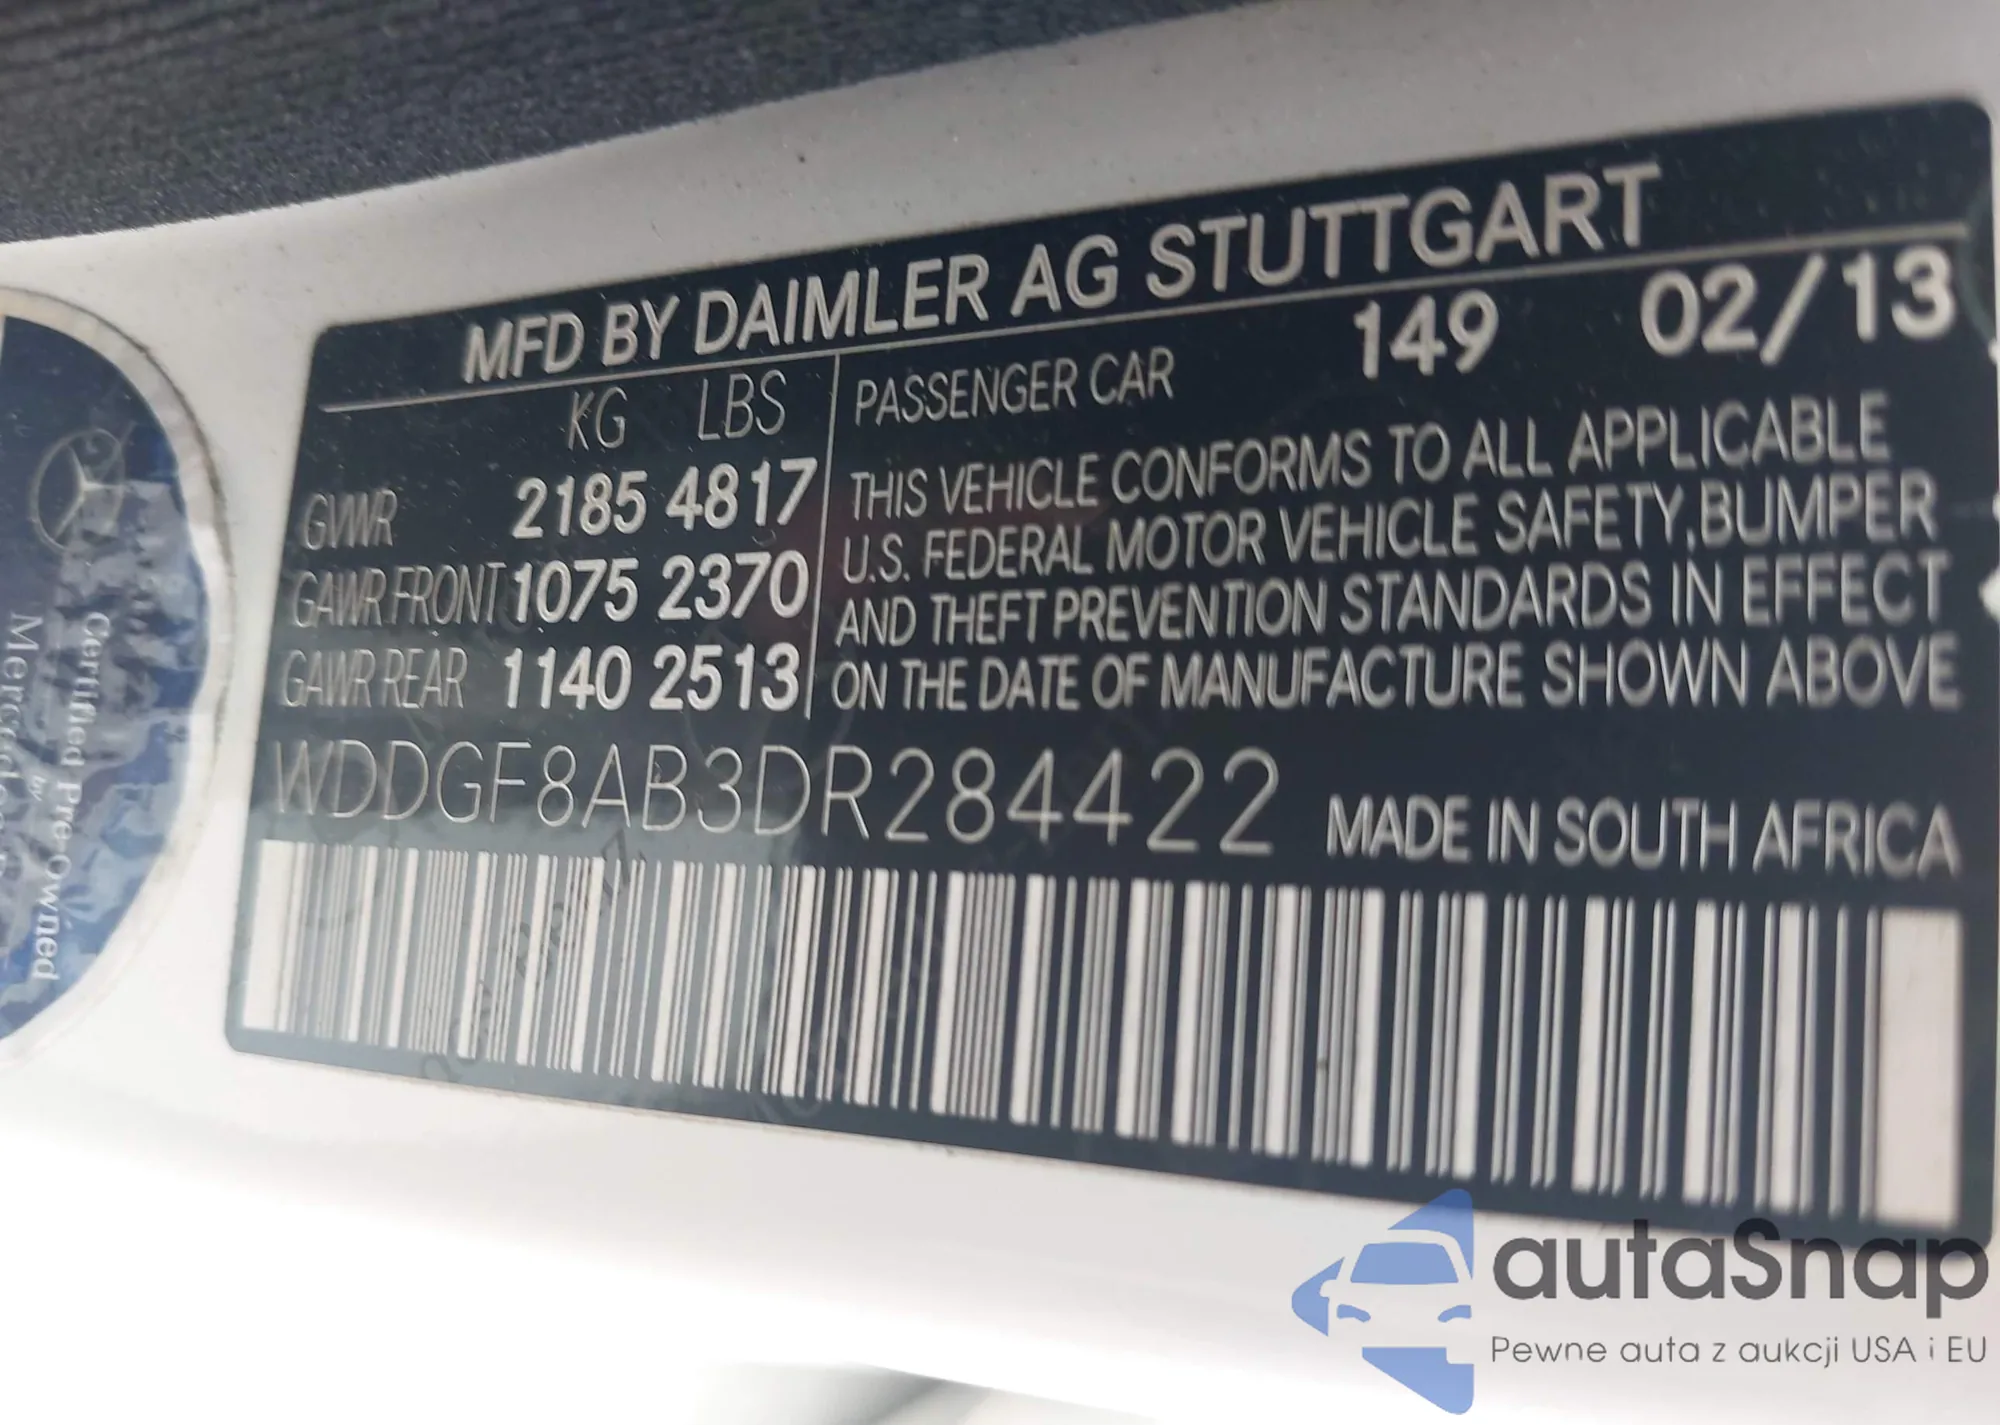 MFD BY DAIMLER AG STUTTGART
KG LBS
GVWR 2185 4817
GAWR FRONT 1075 2370
GAWR REAR 1140 2513
PASSENGER CAR 149 02/13
THIS VEHICLE CONFORMS TO ALL APPLICABLE
U.S. FEDERAL MOTOR VEHICLE SAFETY,BUMPER
AND THEFT PREVENTION STANDARDS IN EFFECT
ON THE DATE OF MANUFACTURE SHOWN ABOVE
WDDGF8AB3DR284422 MADE IN SOUTH AFRICA
Certified Pre-Owned
by
autaSnap
Pewne auta z aukcji USA i EU